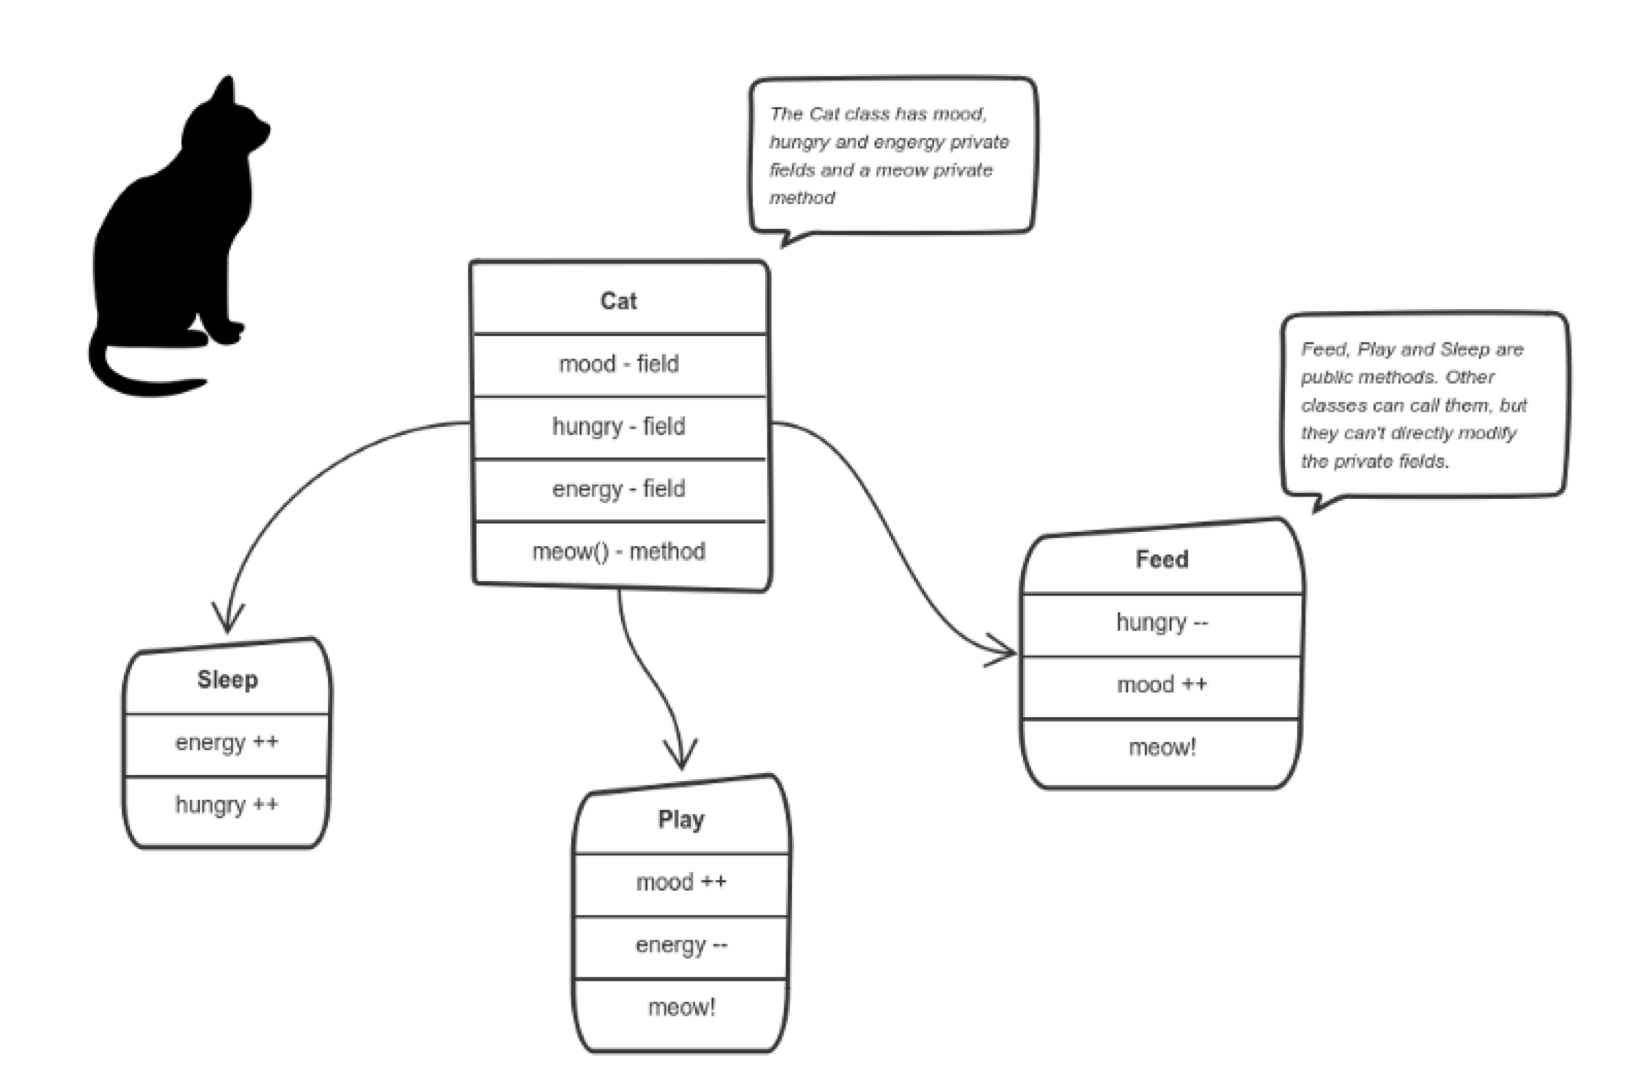 The Cat class has mood,
hungry and engergy private
fields and a meow private
method
Cat
mood - field
hungry - field
energy - field
meow() - method
Feed, Play and Sleep are
public methods. Other
classes can call them, but
they can't directly modify
the private fields.
Sleep
energy ++
hungry ++
Play
mood ++
energy --
meow!
Feed
hungry --
mood ++
meow!